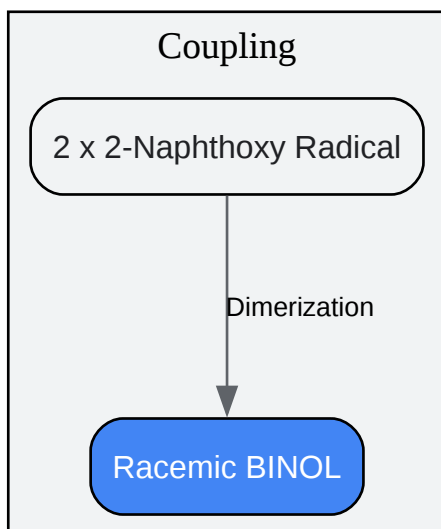 Coupling
2 x 2-Naphthoxy Radical
Dimerization
Racemic BINOL